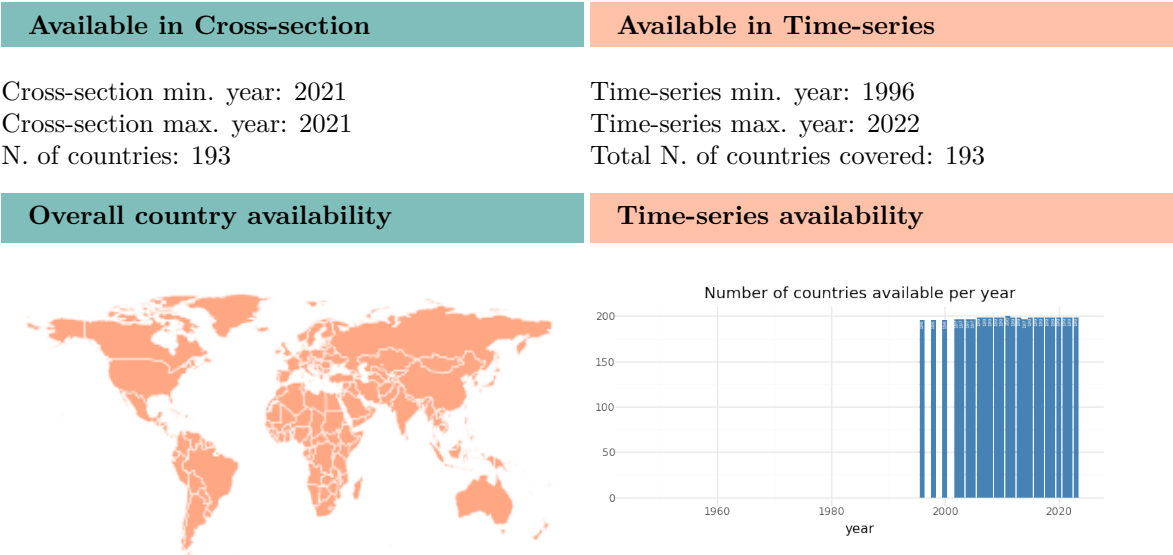 Available in Cross-section
Cross-section min. year: 2021
Cross-section max. year: 2021
N. of countries: 193
Available in Time-series
Time-series min. year: 1996
Time-series max. year: 2022
Total N. of countries covered: 193
Overall country availability
Time-series availability
Number of countries available per year
200
150
100
50
0
1960 1980 2000 2020
year